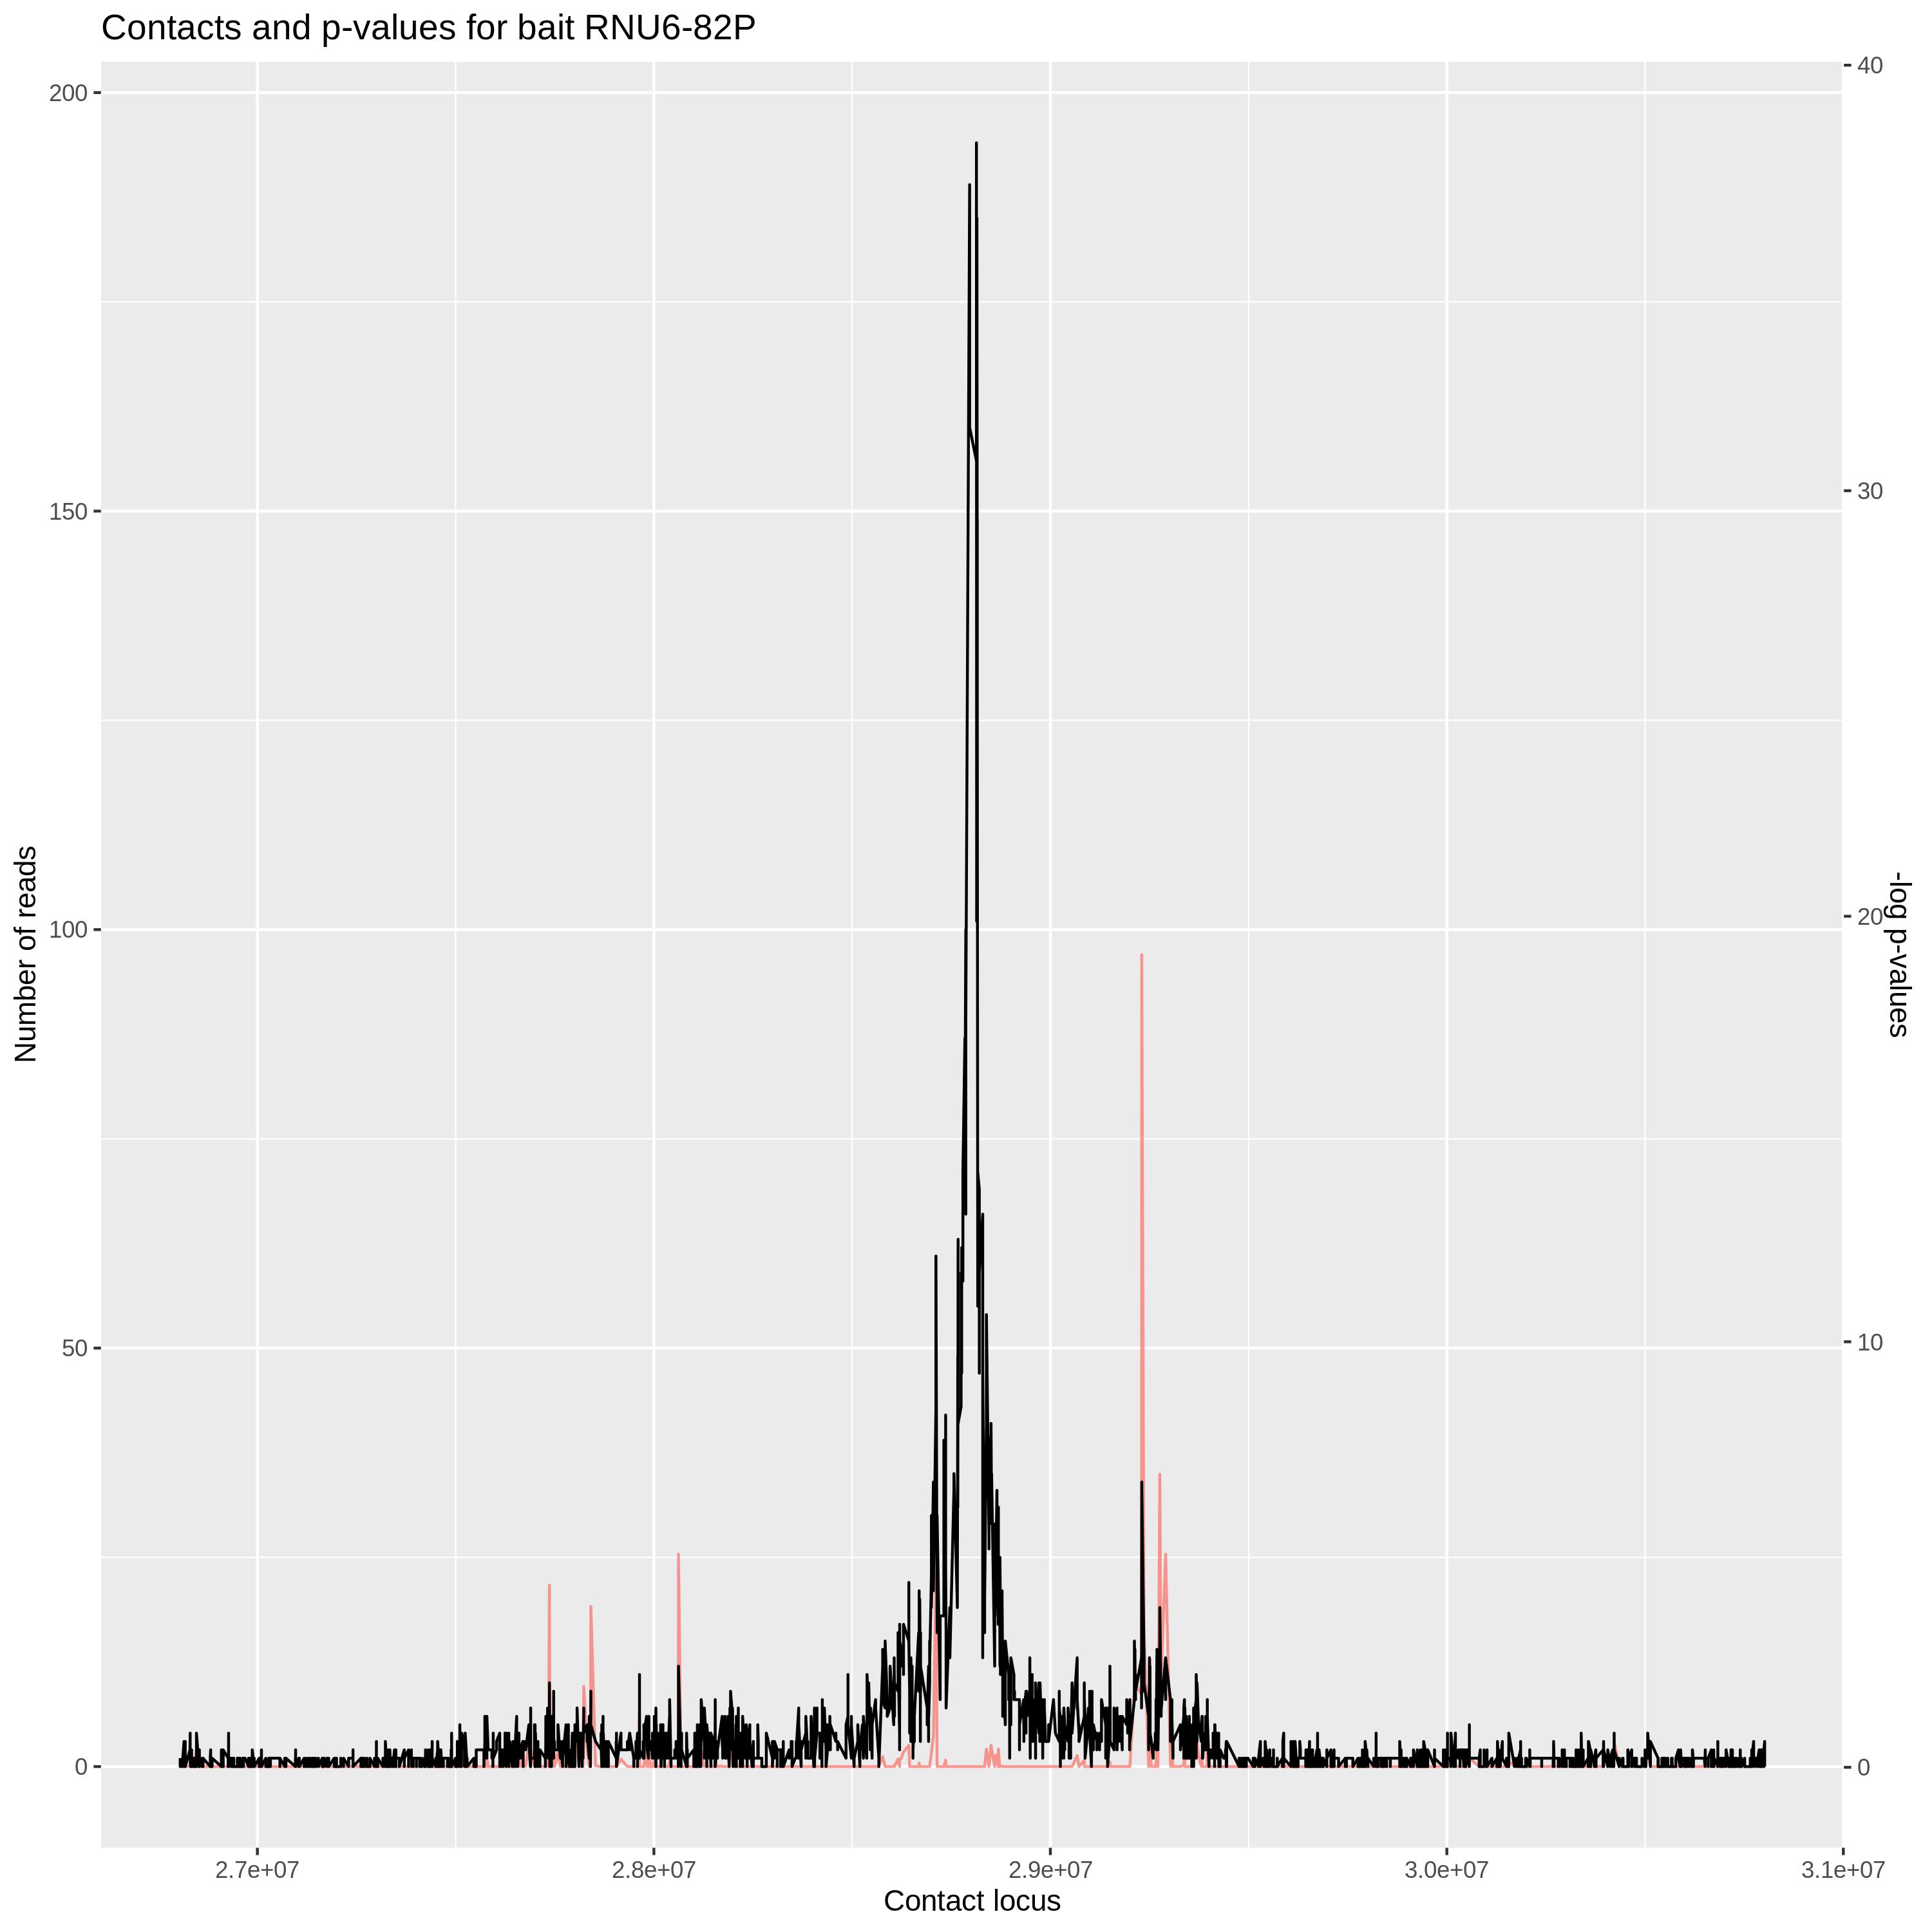 Contacts and p-values for bait RNU6-82P
200
150
100
50
0
Number of reads
40
30
20
10
0
-log p-values
2.7e+07
2.8e+07
2.9e+07
3.0e+07
3.1e+07
Contact locus